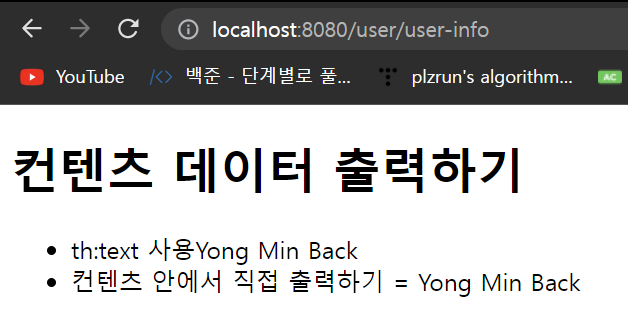 localhost:8080/user/user-info
YouTube </> 백준 - 단계별로 풀... plzrun's algorithm... AC
컨텐츠 데이터 출력하기
• th:text 사용Yong Min Back
• 컨텐츠 안에서 직접 출력하기 = Yong Min Back